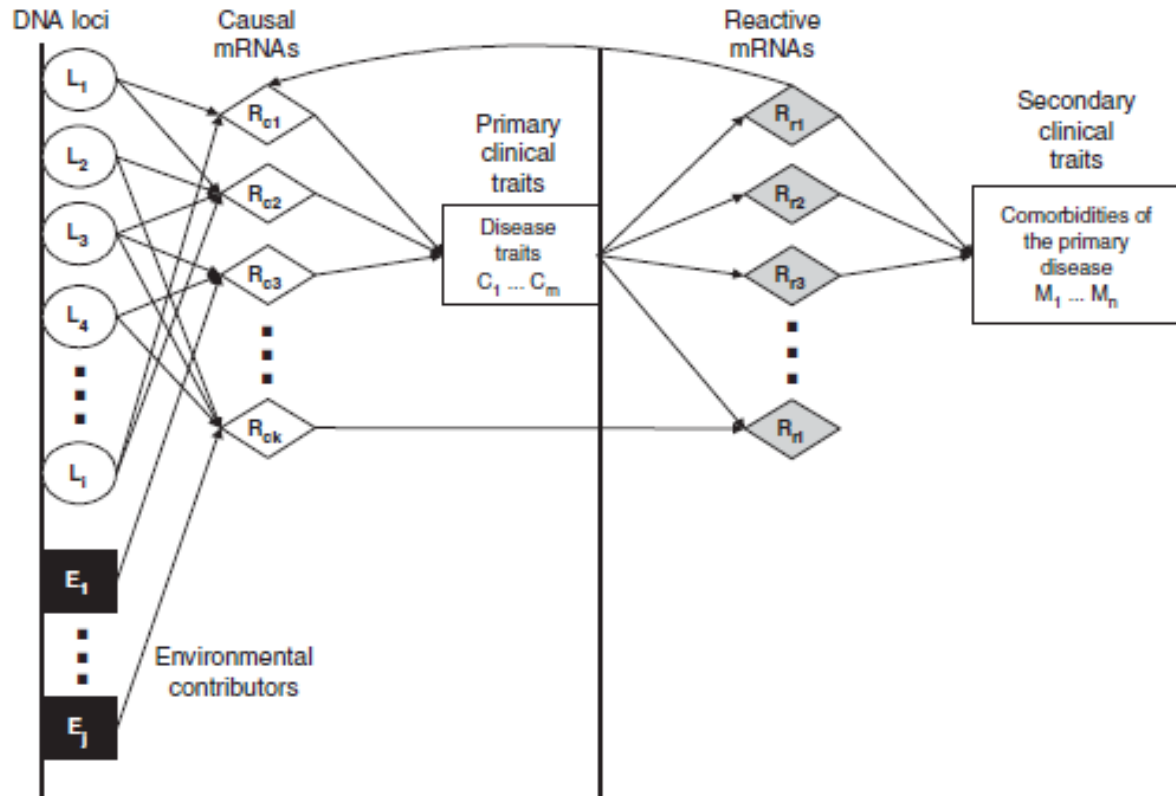 DNA loci
Causal
mRNAs
Reactive
mRNAs
L1
L2
L3
L4
Li
E1
Ej
Environmental
contributors
Rc1
Rc2
Rc3
Rck
Primary
clinical
traits
Disease
traits
C1 ... Cm
Rr1
Rr2
Rr3
Rrl
Secondary
clinical
traits
Comorbidities of
the primary
disease
M1 ... Mn